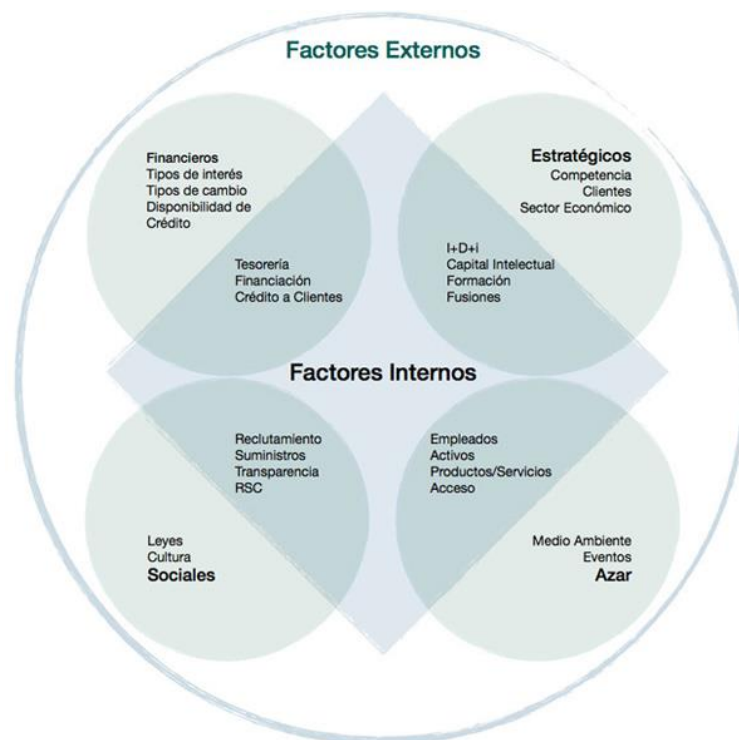 Factores Externos
Financieros
Tipos de interés
Tipos de cambio
Disponibilidad de
Crédito
Tesorería
Financiación
Crédito a Clientes
Estratégicos
Competencia
Clientes
Sector Económico
I+D+i
Capital Intelectual
Formación
Fusiones
Factores Internos
Reclutamiento
Suministros
Transparencia
RSC
Leyes
Cultura
Sociales
Empleados
Activos
Productos/Servicios
Acceso
Medio Ambiente
Eventos
Azar